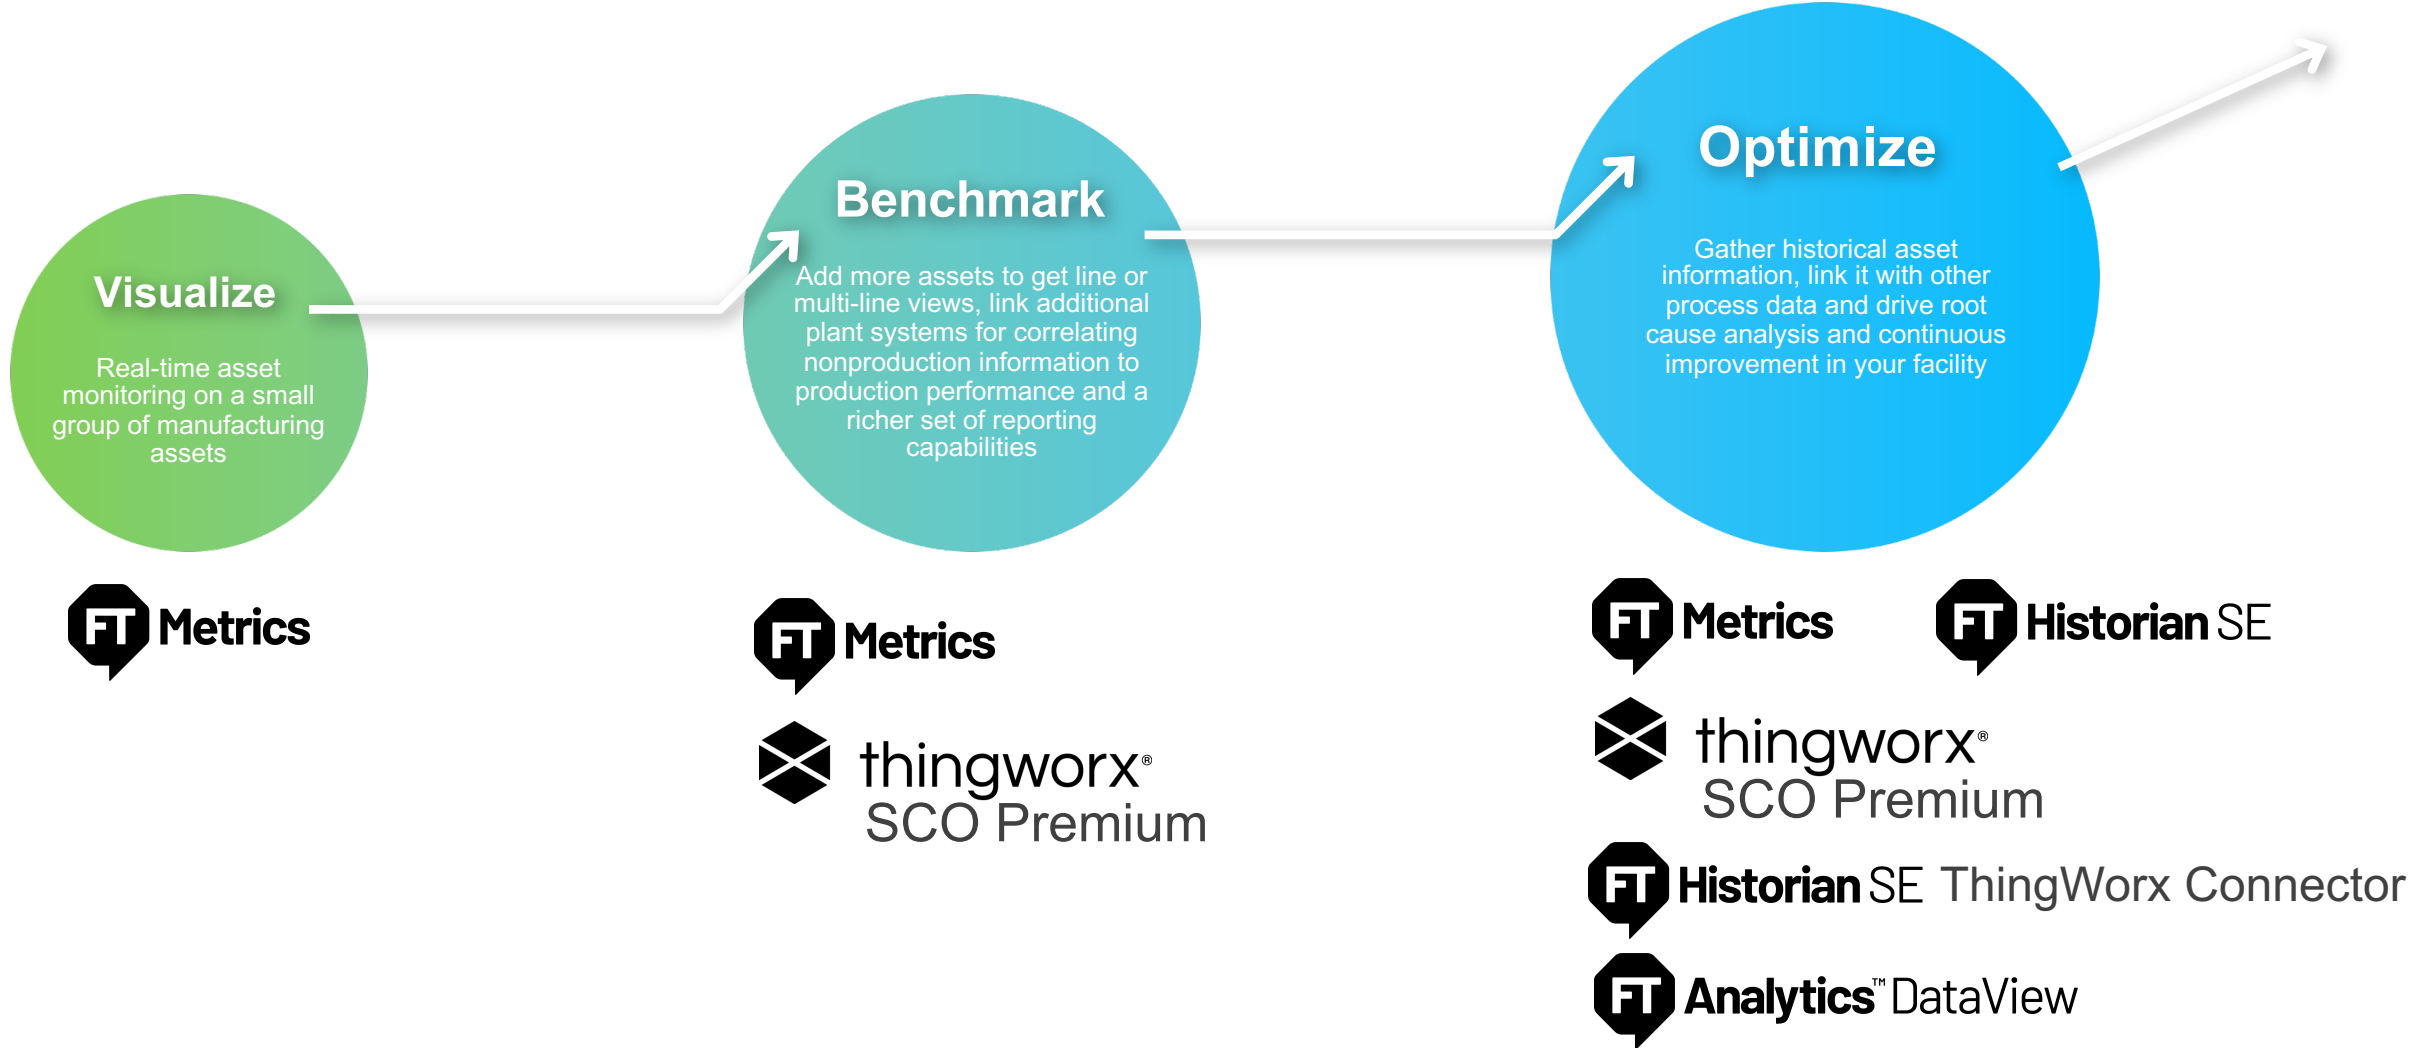 Visualize
Real-time asset
monitoring on a small
group of manufacturing
assets
FT Metrics
Benchmark
Add more assets to get line or
multi-line views, link additional
plant systems for correlating
nonproduction information to
production performance and a
richer set of reporting
capabilities
FT Metrics
thingworx®
SCO Premium
Optimize
Gather historical asset
information, link it with other
process data and drive root
cause analysis and continuous
improvement in your facility
FT Metrics
FT Historian SE
thingworx®
SCO Premium
FT Historian SE ThingWorx Connector
FT Analytics™ DataView